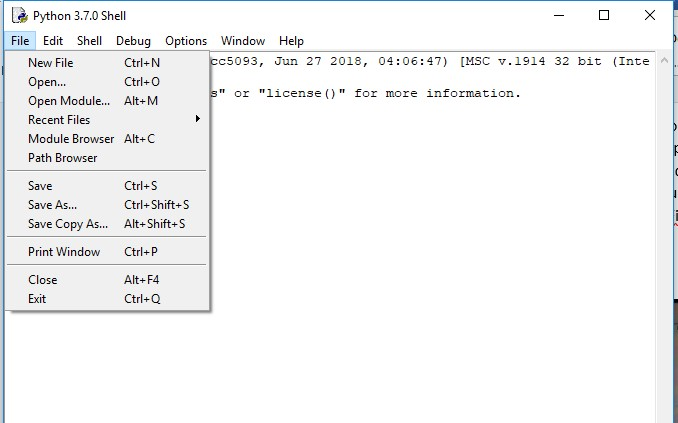 Python 3.7.0 Shell
File Edit Shell Debug Options Window Help
cc5093, Jun 27 2018, 04:06:47) [MSC v.1914 32 bit (Inte
s" or "license()" for more information.
New File Ctrl+N
Open... Ctrl+O
Open Module... Alt+M
Recent Files
Module Browser Alt+C
Path Browser
Save Ctrl+S
Save As... Ctrl+Shift+S
Save Copy As... Alt+Shift+S
Print Window Ctrl+P
Close Alt+F4
Exit Ctrl+Q